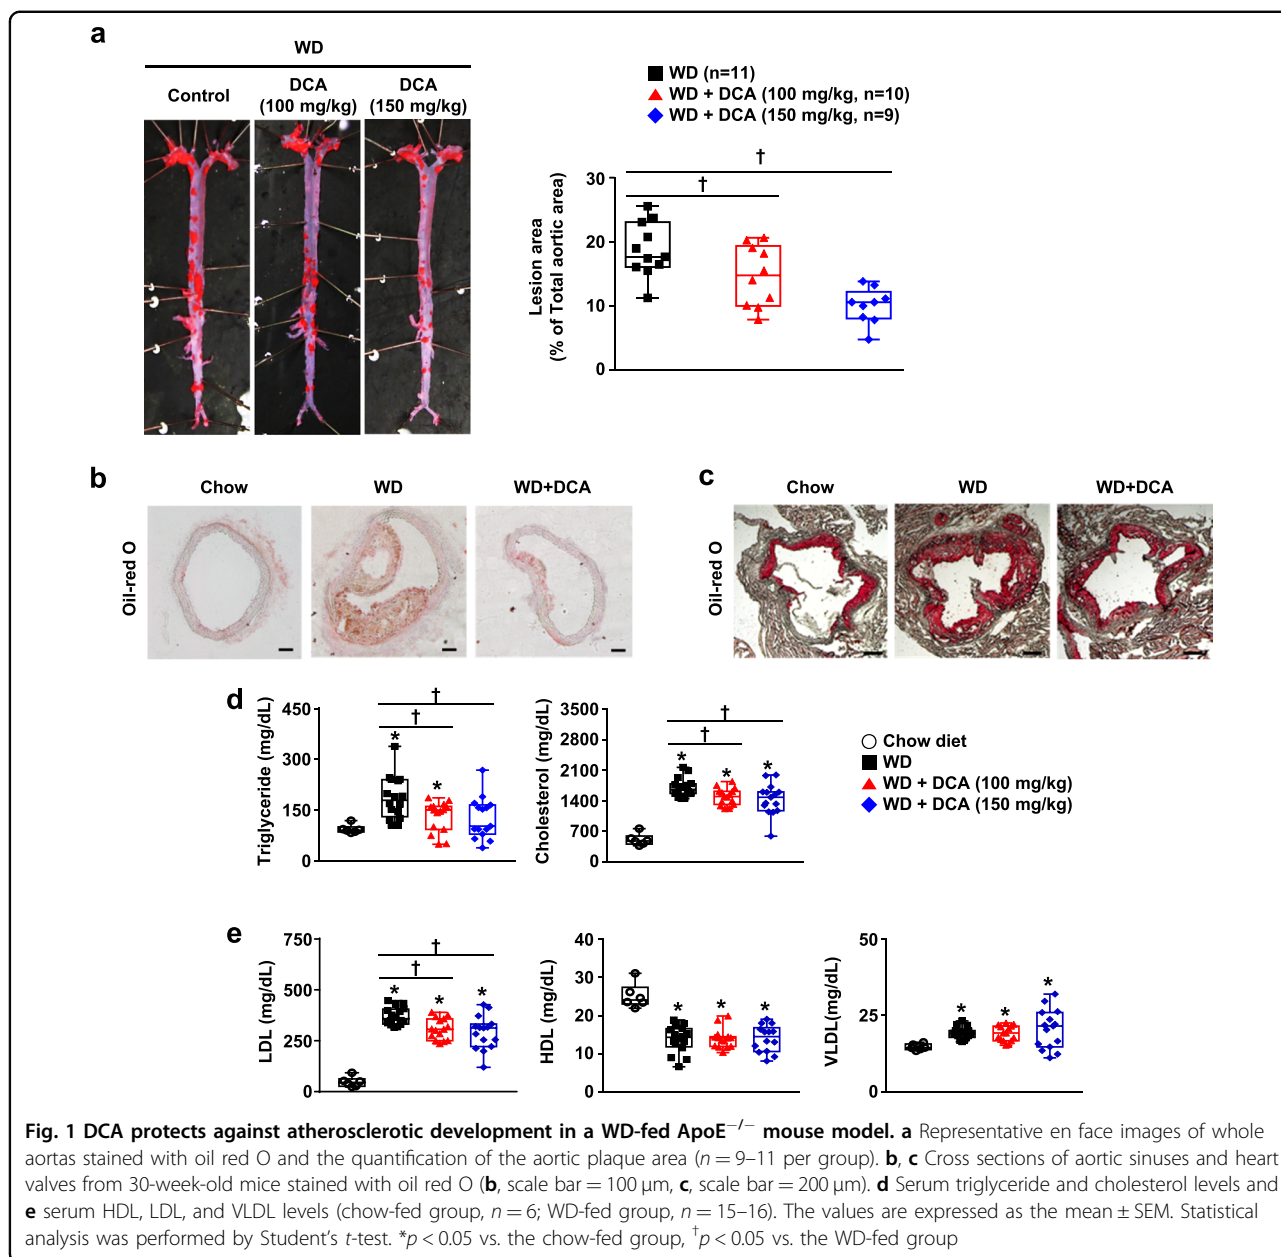 a
WD
Control
DCA
(100 mg/kg)
DCA
(150 mg/kg)
WD (n=11)
WD + DCA (100 mg/kg, n=10)
WD + DCA (150 mg/kg, n=9)
Lesion area
(% of Total aortic area)
30
20
10
0
†
†
b
Chow
WD
WD+DCA
Oil-red O
c
Chow
WD
WD+DCA
Oil-red O
d
Triglyceride (mg/dL)
450
300
150
0
†
†
*
*
Cholesterol (mg/dL)
3500
2800
2100
1400
700
0
†
†
*
*
*
Chow diet
WD
WD + DCA (100 mg/kg)
WD + DCA (150 mg/kg)
e
LDL (mg/dL)
750
500
250
0
†
†
*
*
*
HDL (mg/dL)
40
30
20
10
0
*
*
*
VLDL(mg/dL)
50
25
0
*
*
*
Fig. 1 DCA protects against atherosclerotic development in a WD-fed ApoE−/− mouse model. a Representative en face images of whole
aortas stained with oil red O and the quantification of the aortic plaque area (n = 9–11 per group). b, c Cross sections of aortic sinuses and heart
valves from 30-week-old mice stained with oil red O (b, scale bar = 100 μm, c, scale bar = 200 μm). d Serum triglyceride and cholesterol levels and
e serum HDL, LDL, and VLDL levels (chow-fed group, n = 6; WD-fed group, n = 15–16). The values are expressed as the mean ± SEM. Statistical
analysis was performed by Student's t-test. *p < 0.05 vs. the chow-fed group, †p < 0.05 vs. the WD-fed group